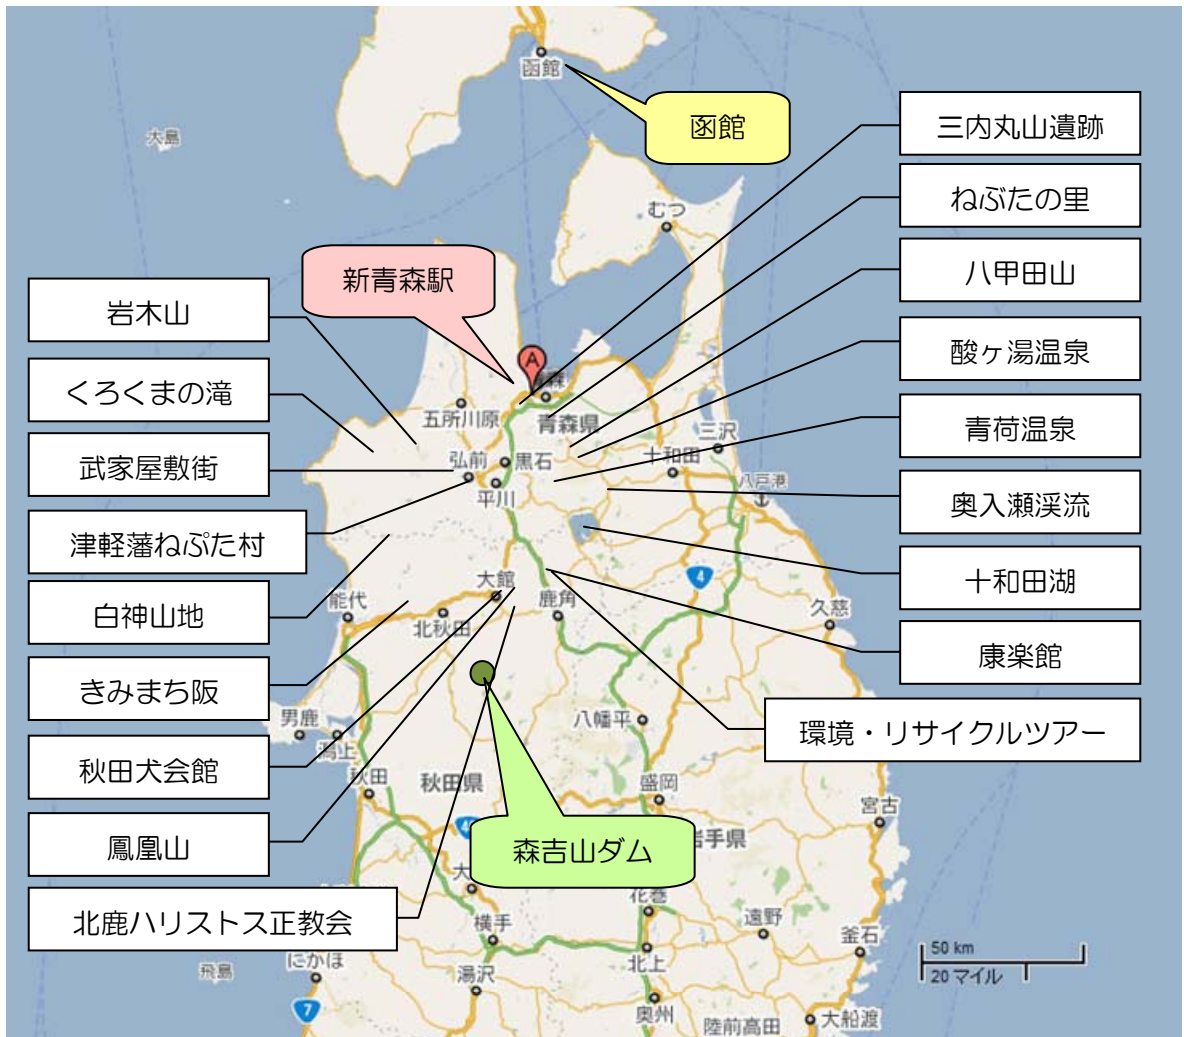 函館
函館
大島
三内丸山遺跡
ねぶたの里
むつ
八甲田山
新青森駅
岩木山
酸ヶ湯温泉
A
くろくまの滝
五所川原
青森県
青荷温泉
三沢
武家屋敷街
弘前
黒石
十和田
八戸港
平川
奥入瀬渓流
津軽藩ねぷた村
十和田湖
4
大館
白神山地
能代
鹿角
久慈
北秋田
康楽館
きみまち阪
男鹿
八幡平
環境・リサイクルツアー
潟上
秋田犬会館
秋田
秋田県
盛岡
宮古
鳳凰山
森吉山ダム
岩手県
花巻
北鹿ハリストス正教会
横手
遠野
釜石
50 km
20 マイル
飛島
にかほ
湯沢
北上
7
奥州
陸前高田
大船渡